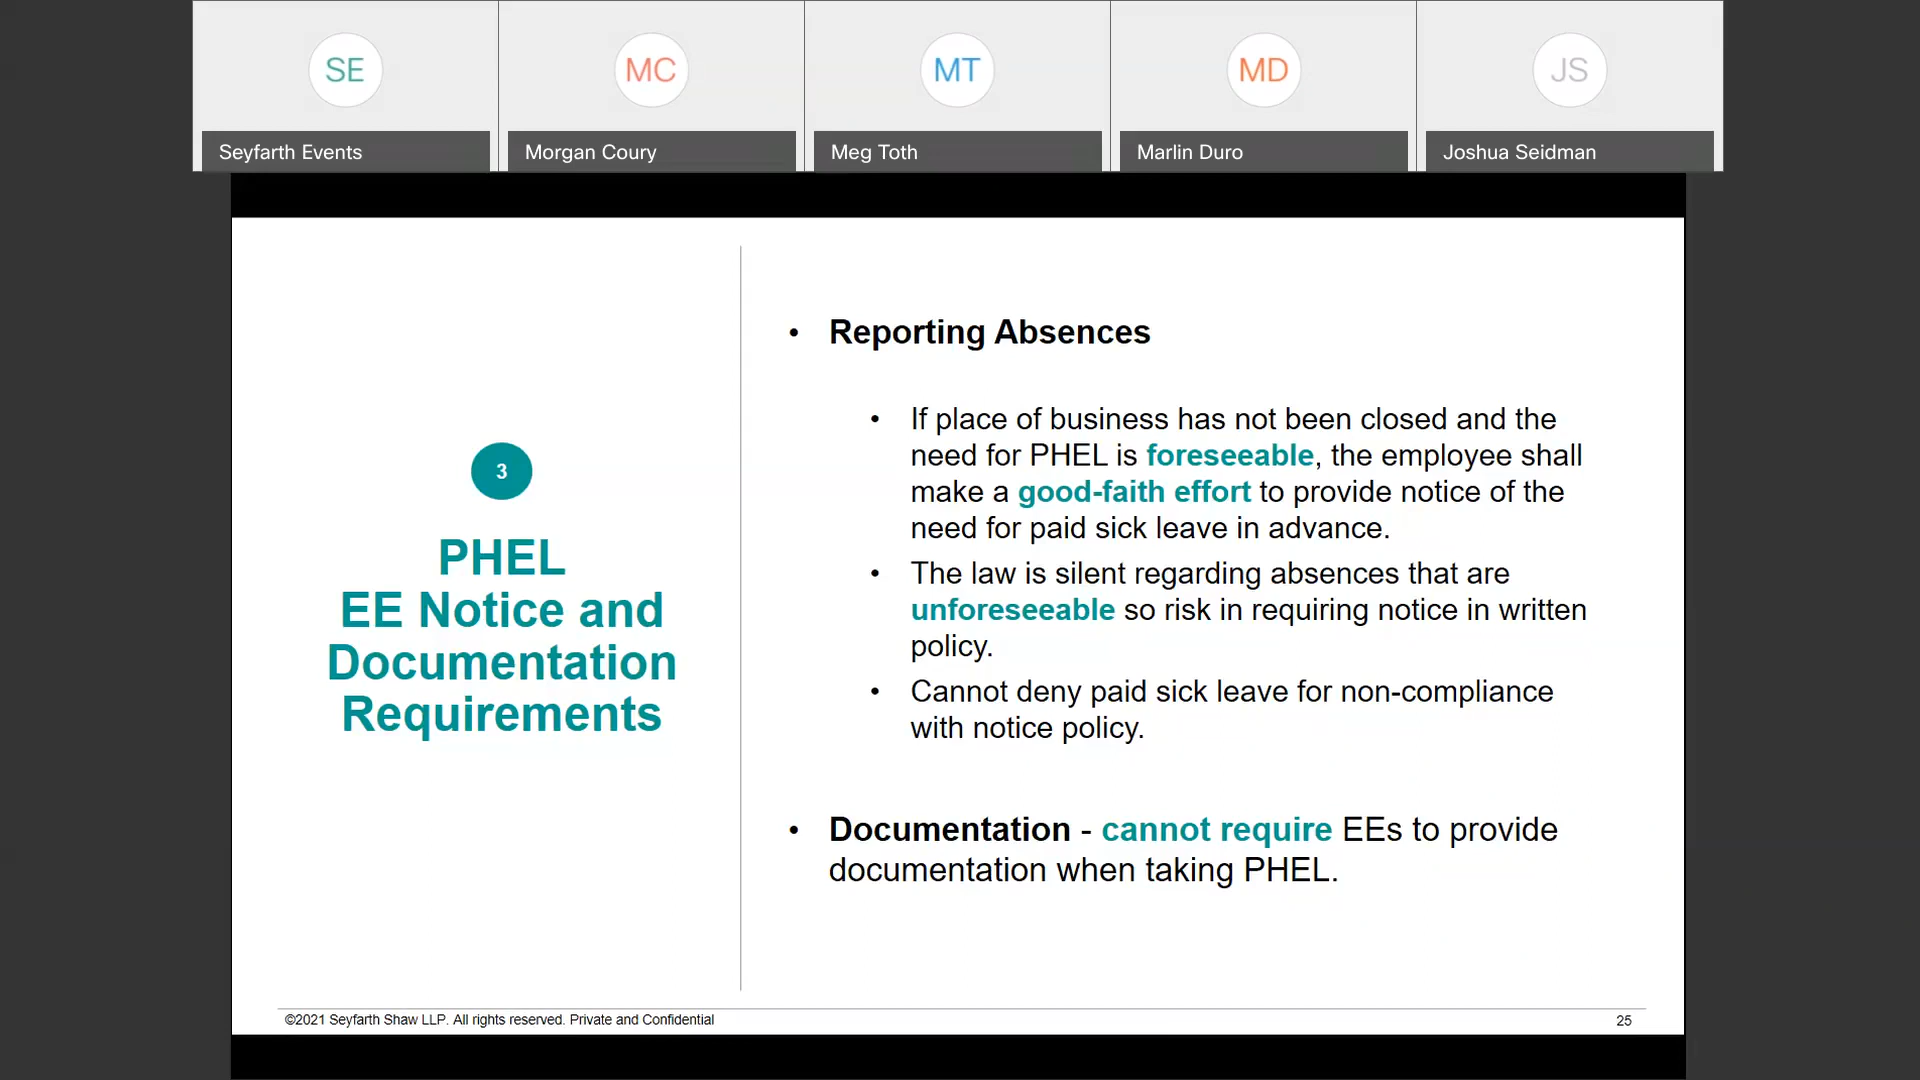 SE
MC
MT
MD
JS
Seyfarth Events
Morgan Coury
Meg Toth
Marlin Duro
Joshua Seidman
3
PHEL
EE Notice and
Documentation
Requirements
• Reporting Absences
• If place of business has not been closed and the
need for PHEL is foreseeable, the employee shall
make a good-faith effort to provide notice of the
need for paid sick leave in advance.
• The law is silent regarding absences that are
unforeseeable so risk in requiring notice in written
policy.
• Cannot deny paid sick leave for non-compliance
with notice policy.
• Documentation - cannot require EEs to provide
documentation when taking PHEL.
©2021 Seyfarth Shaw LLP. All rights reserved. Private and Confidential
25